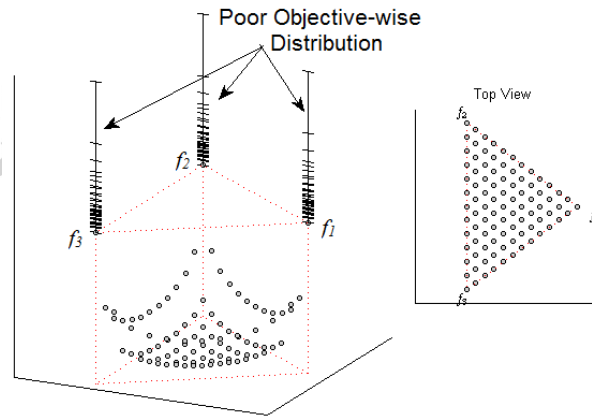 Poor Objective-wise
Distribution
Top View
f2
f2
f1
f3
f3